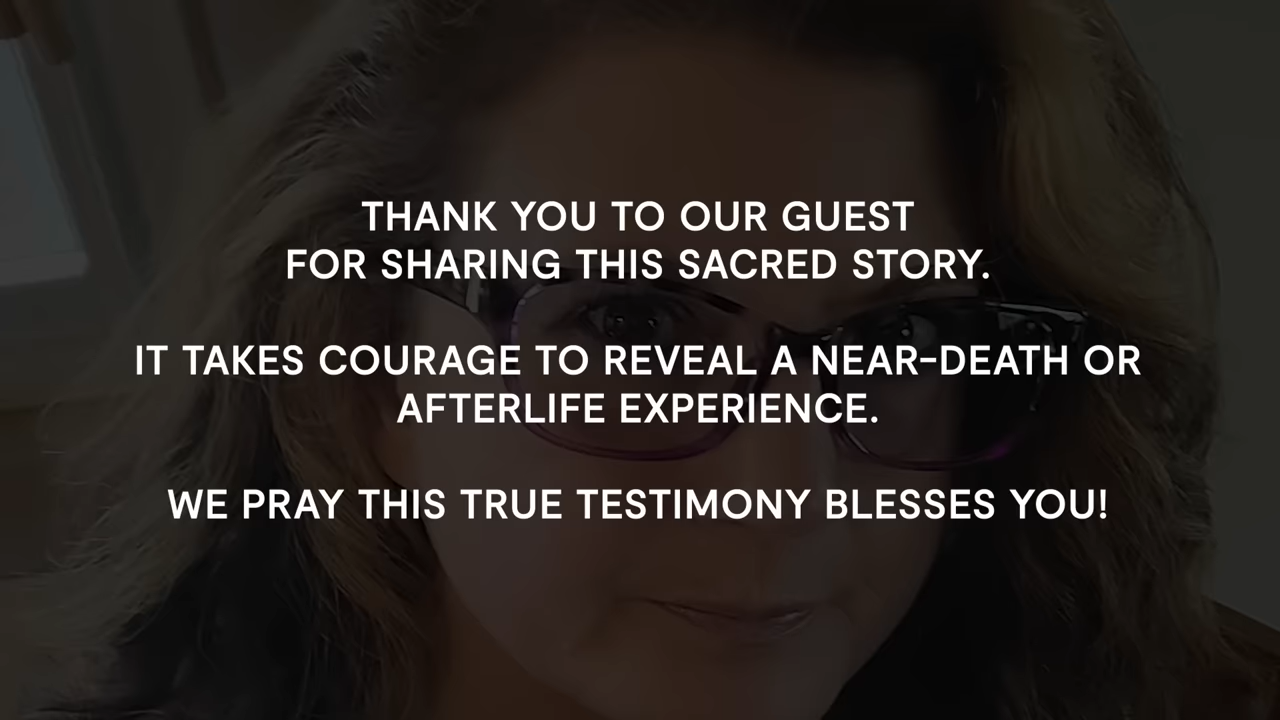 THANK YOU TO OUR GUEST
FOR SHARING THIS SACRED STORY.
IT TAKES COURAGE TO REVEAL A NEAR-DEATH OR
AFTERLIFE EXPERIENCE.
WE PRAY THIS TRUE TESTIMONY BLESSES YOU!